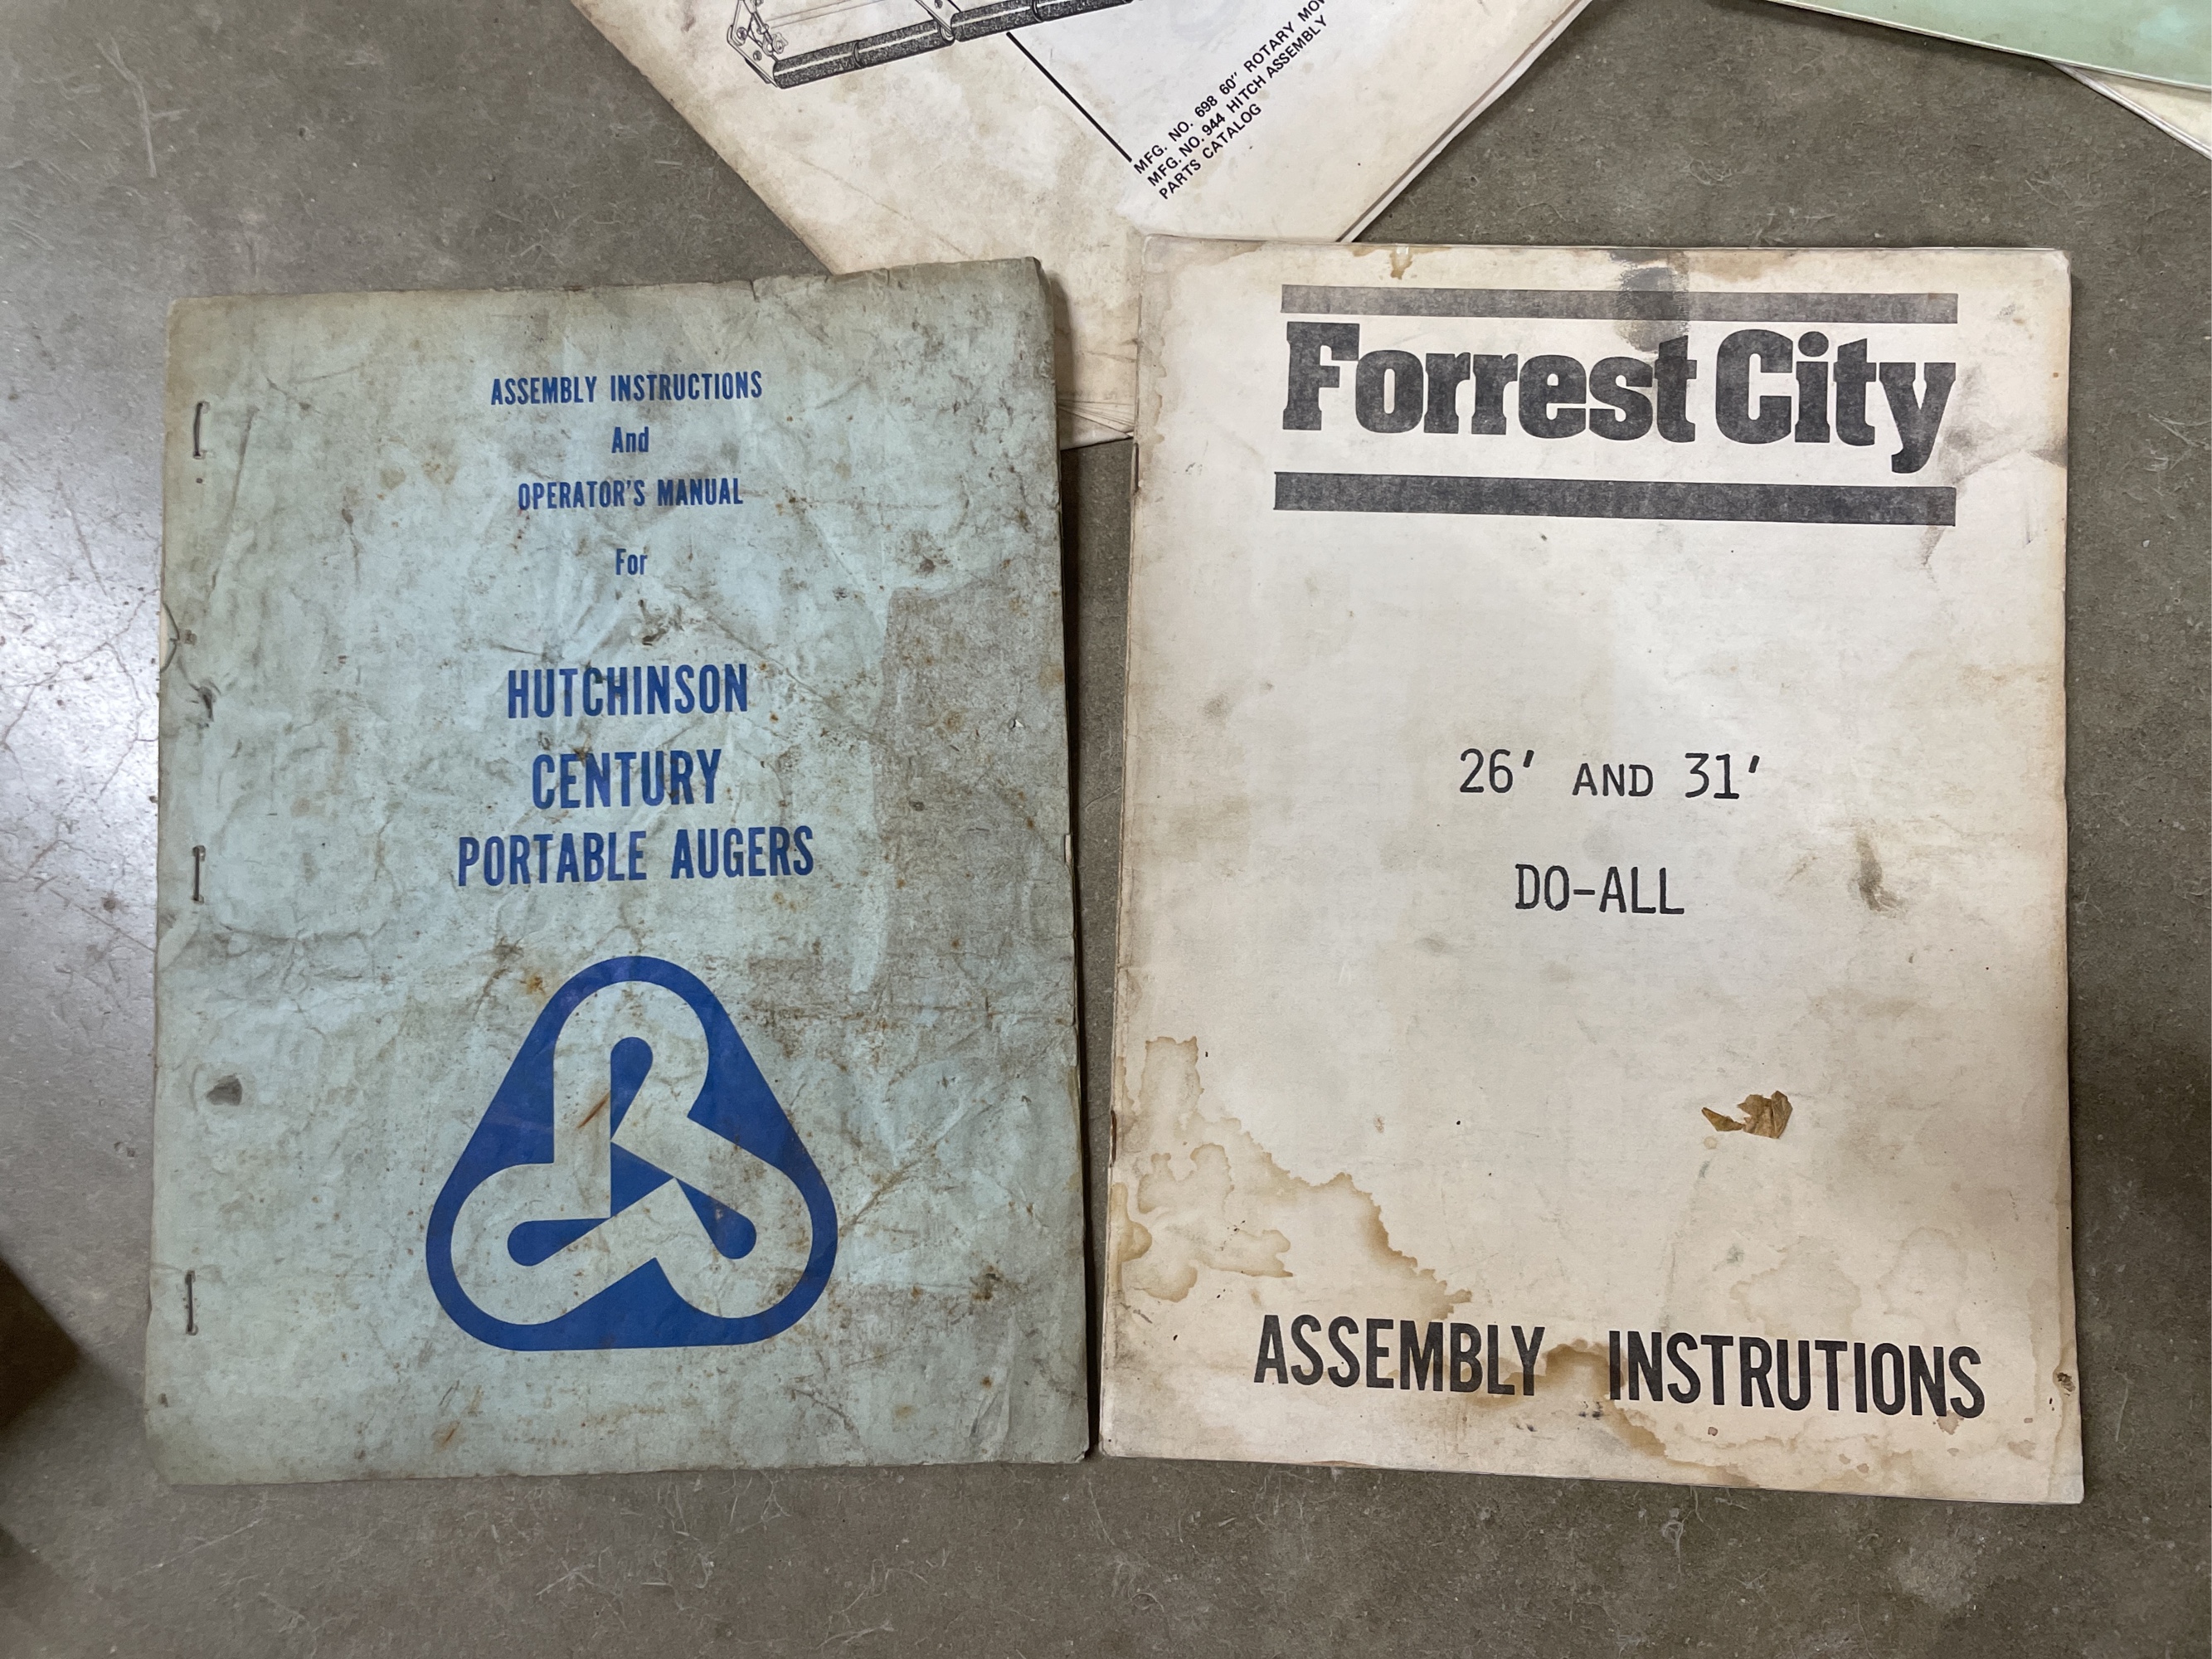 MFG. NO. 698 60" ROTARY
MFG. NO. 944 HITCH ASSEMBLY
PARTS CATALOG
ASSEMBLY INSTRUCTIONS
And
OPERATOR'S MANUAL
For
HUTCHINSON
CENTURY
PORTABLE AUGERS
Forrest City
26' AND 31'
DO-ALL
ASSEMBLY INSTRUTIONS